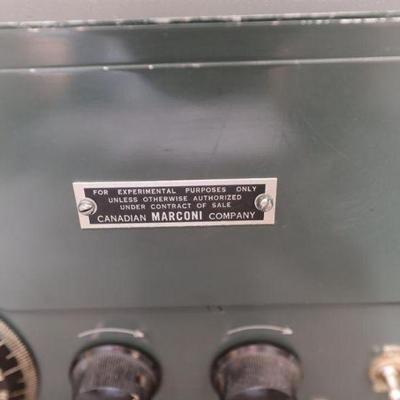 FOR EXPERIMENTAL PURPOSES ONLY
UNLESS OTHERWISE AUTHORIZED
UNDER CONTRACT OF SALE
CANADIAN MARCONI COMPANY